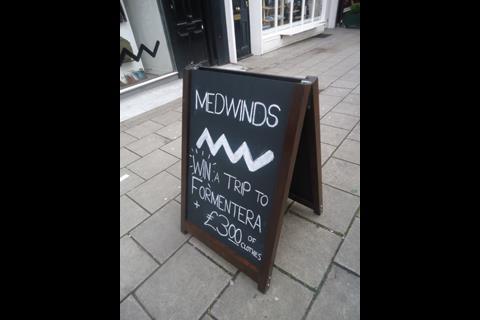 MEDWINDS
WIN A TRIP TO
FORMENTERA
+
£300 OF
CLOTHES